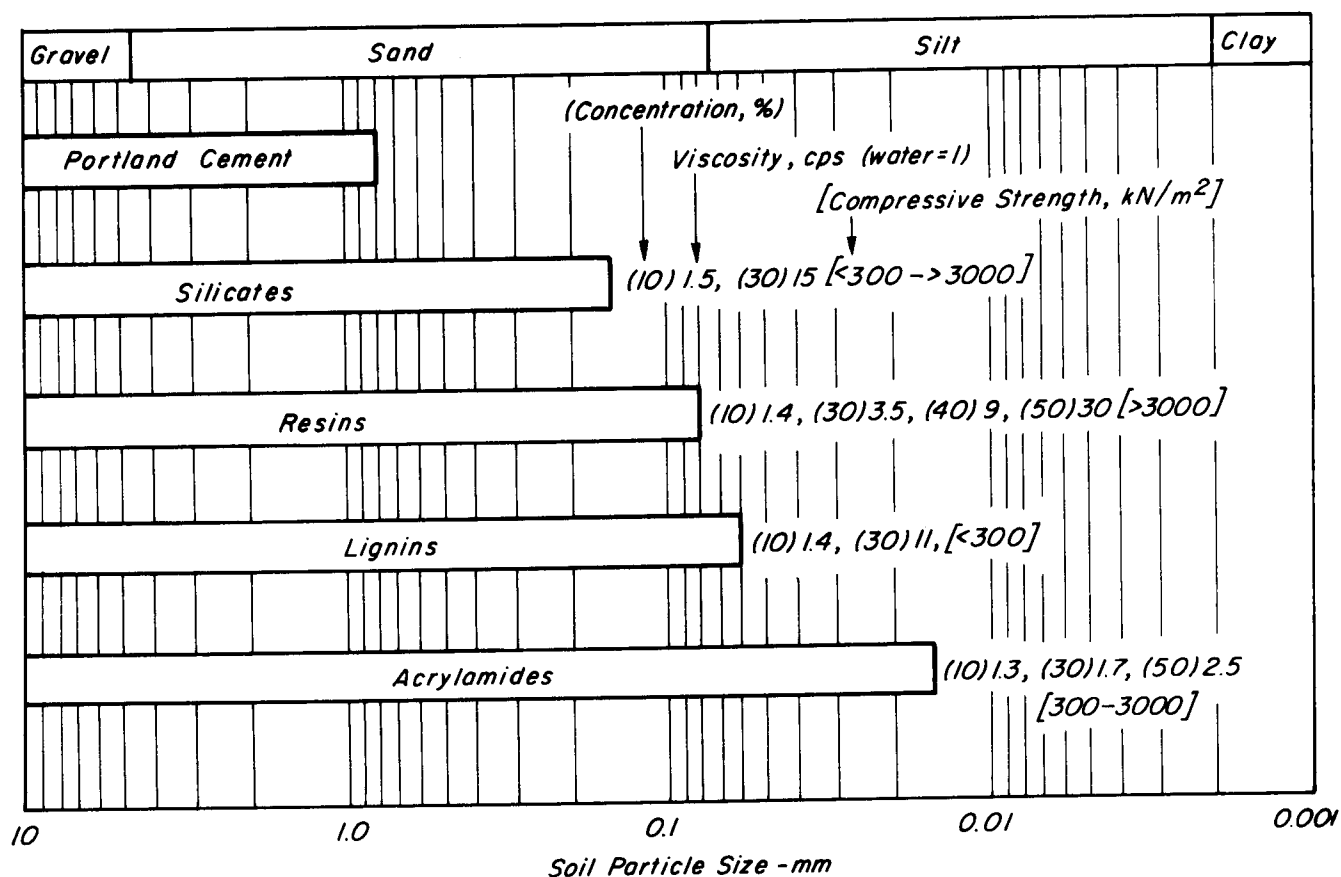 Gravel Sand Silt Clay
(Concentration, %)
Portland Cement
Viscosity, cps (water=1)
[Compressive Strength, kN/m²]
Silicates (10) 1.5, (30) 15 [<300 -> 3000]
Resins (10) 1.4, (30) 3.5, (40) 9, (50) 30 [>3000]
Lignins (10) 1.4, (30) 11, [<300]
Acrylamides (10) 1.3, (30) 1.7, (50) 2.5
[300-3000]
10 1.0 0.1 0.01 0.001
Soil Particle Size - mm